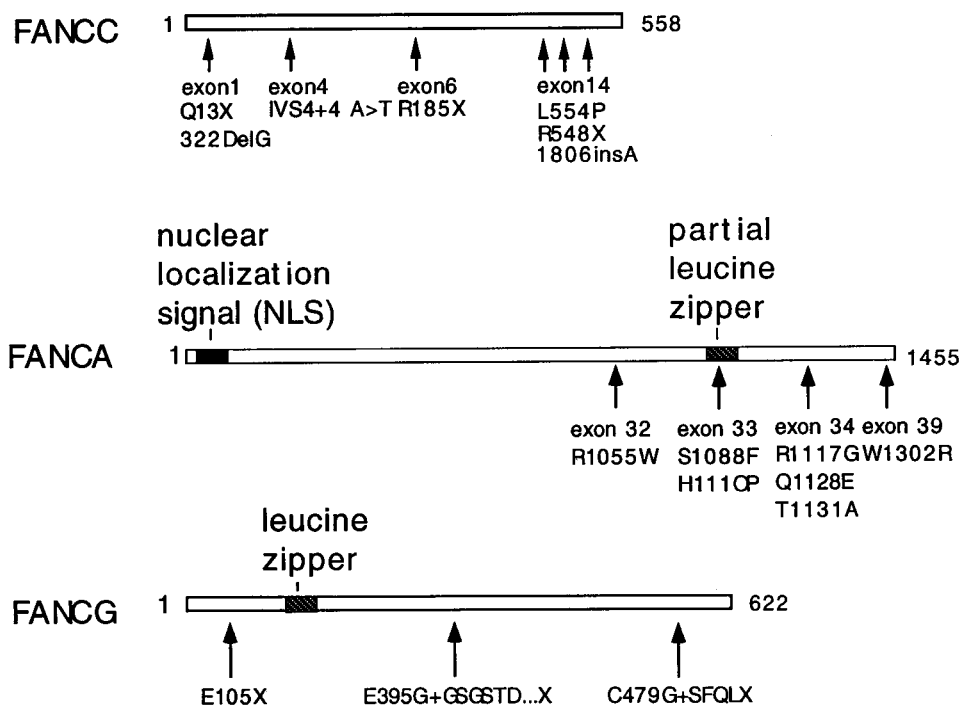 FANCC 1 558
exon1 exon4 exon6 exon14
Q13X IVS4+4 A>T R185X L554P
322DelG R548X
1806insA
nuclear partial
localization leucine
signal (NLS) zipper
FANCA 1 1455
exon 32 exon 33 exon 34 exon 39
R1055W S1088F R1117G W1302R
H1110P Q1128E
T1131A
leucine
zipper
FANCG 1 622
E105X E395G+GSGSTD...X C479G+SFQLX